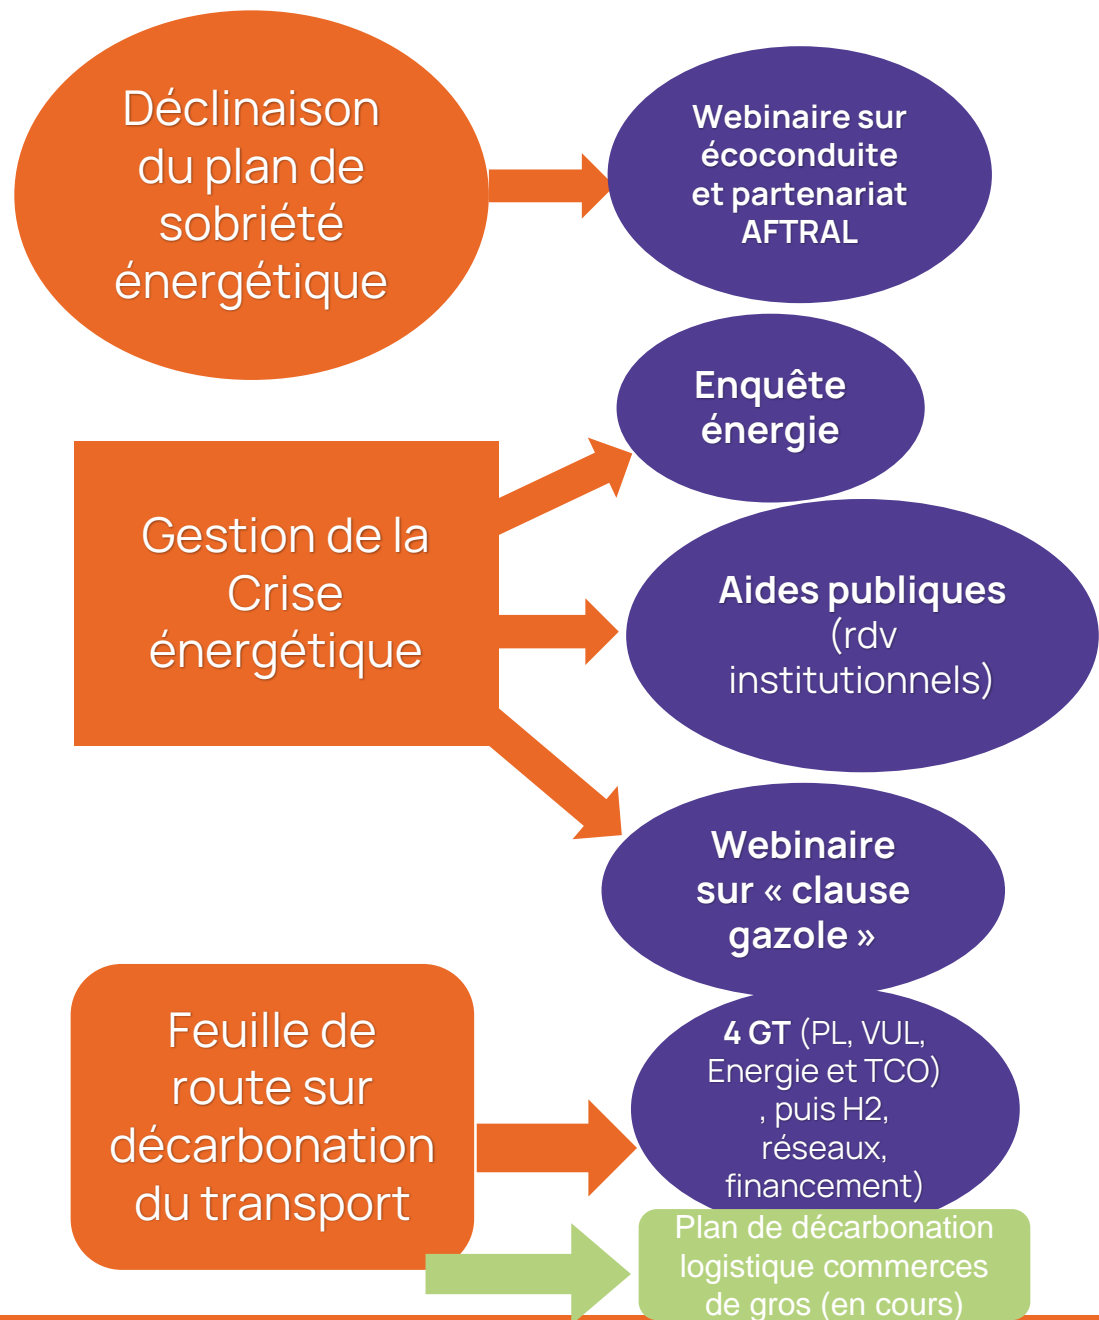 Déclinaison
du plan de
sobriété
énergétique
Webinaire sur
écoconduite
et partenariat
AFTRAL
Enquête
énergie
Gestion de la
Crise
énergétique
Aides publiques
(rdv
institutionnels)
Webinaire
sur « clause
gazole »
Feuille de
route sur
décarbonation
du transport
4 GT (PL, VUL,
Energie et TCO)
, puis H2,
réseaux,
financement)
Plan de décarbonation
logistique commerces
de gros (en cours)